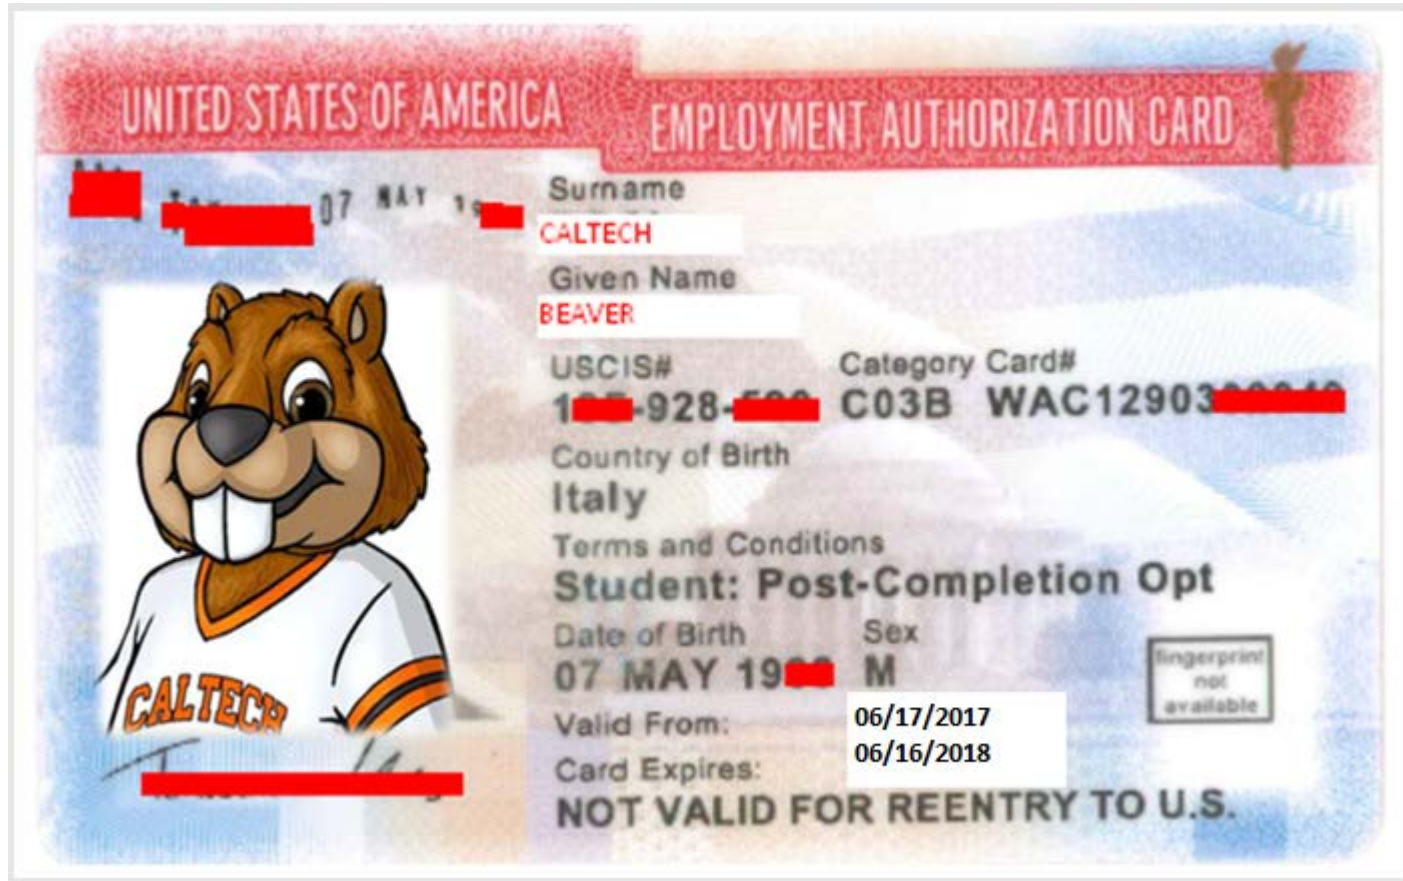 UNITED STATES OF AMERICA
EMPLOYMENT AUTHORIZATION CARD
07 MAY 19
Surname
CALTECH
Given Name
BEAVER
USCIS# Category Card#
1 -928- C03B WAC12903
Country of Birth
Italy
Terms and Conditions
Student: Post-Completion Opt
Date of Birth Sex
07 MAY 19 M
fingerprint
not
available
Valid From: 06/17/2017
Card Expires: 06/16/2018
NOT VALID FOR REENTRY TO U.S.
CALTECH